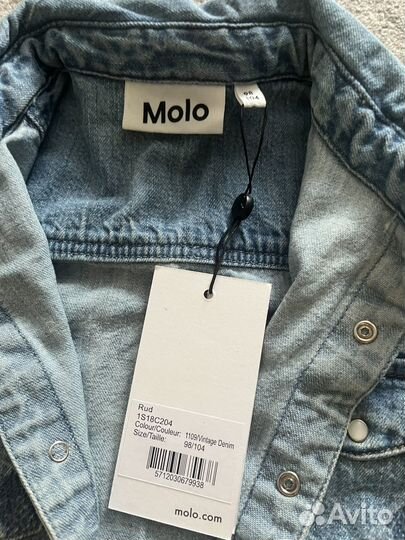 Molo
98
104
Rud
1S18C204
Colour/Couleur: 1109/Vintage Denim
Size/Taille: 98/104
5712030679938
molo.com
Avito